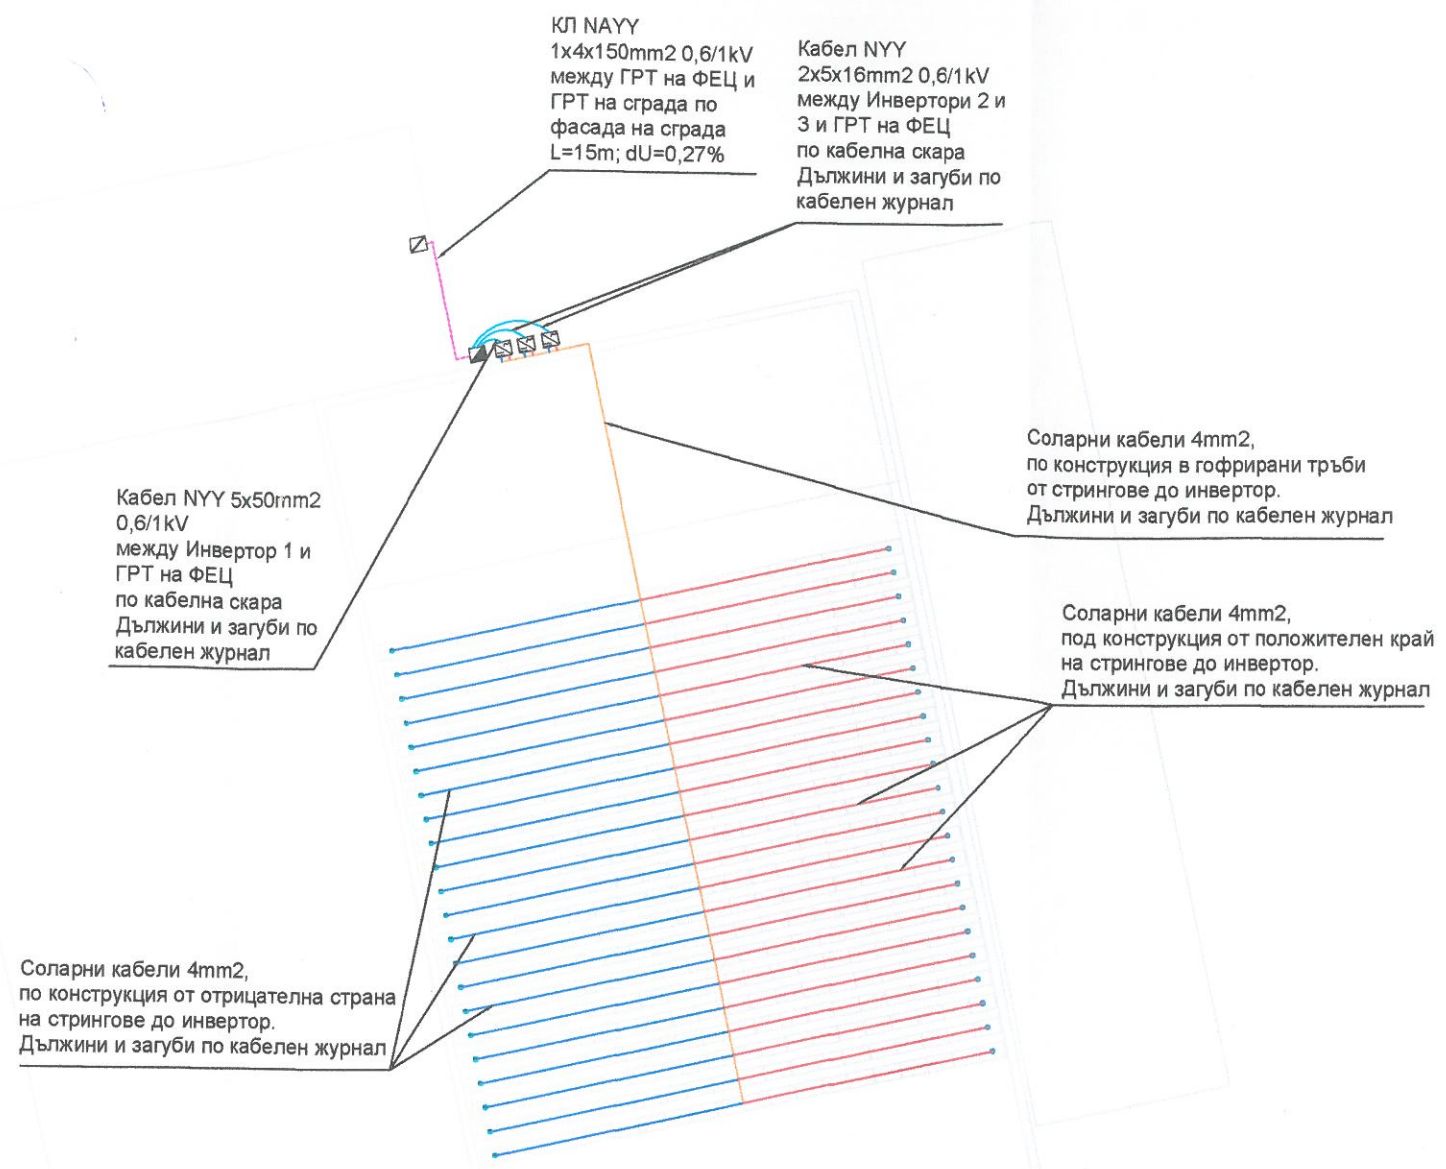 КЛ NAYY
1x4x150mm2 0,6/1kV
между ГРТ на ФЕЦ и
ГРТ на сграда по
фасада на сграда
L=15m; dU=0,27%
Кабел NYY
2x5x16mm2 0,6/1kV
между Инвертори 2 и
3 и ГРТ на ФЕЦ
по кабелна скара
Дължини и загуби по
кабелен журнал
Соларни кабели 4mm2,
по конструкция в гофрирани тръби
от стрингове до инвертор.
Дължини и загуби по кабелен журнал
Кабел NYY 5x50mm2
0,6/1kV
между Инвертор 1 и
ГРТ на ФЕЦ
по кабелна скара
Дължини и загуби по
кабелен журнал
Соларни кабели 4mm2,
под конструкция от положителен край
на стрингове до инвертор.
Дължини и загуби по кабелен журнал
Соларни кабели 4mm2,
по конструкция от отрицателна страна
на стрингове до инвертор.
Дължини и загуби по кабелен журнал